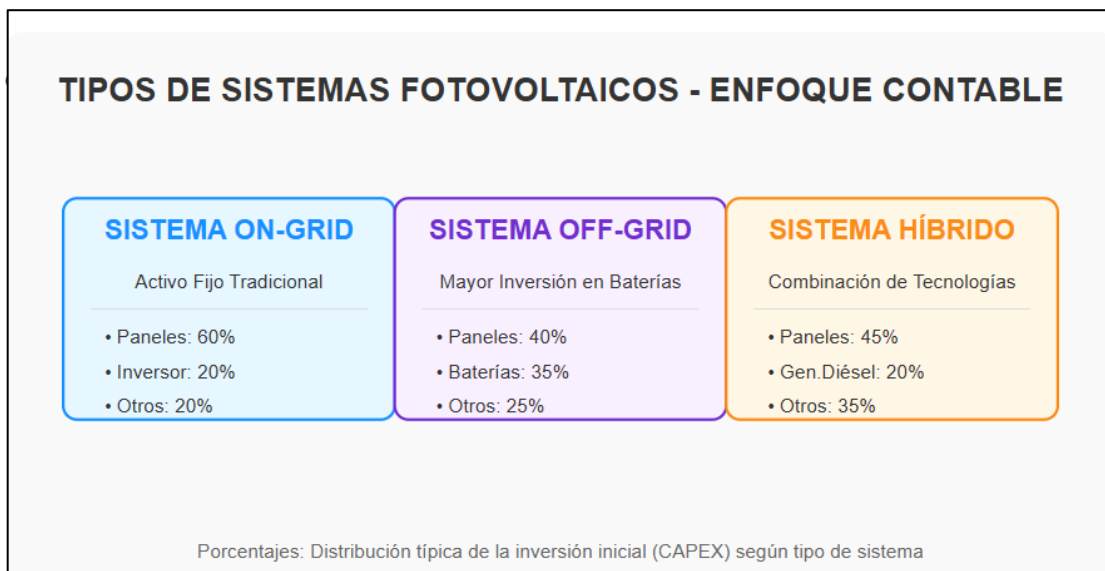 TIPOS DE SISTEMAS FOTOVOLTAICOS - ENFOQUE CONTABLE
SISTEMA ON-GRID
Activo Fijo Tradicional
• Paneles: 60%
• Inversor: 20%
• Otros: 20%
SISTEMA OFF-GRID
Mayor Inversión en Baterías
• Paneles: 40%
• Baterías: 35%
• Otros: 25%
SISTEMA HÍBRIDO
Combinación de Tecnologías
• Paneles: 45%
• Gen.Diésel: 20%
• Otros: 35%
Porcentajes: Distribución típica de la inversión inicial (CAPEX) según tipo de sistema